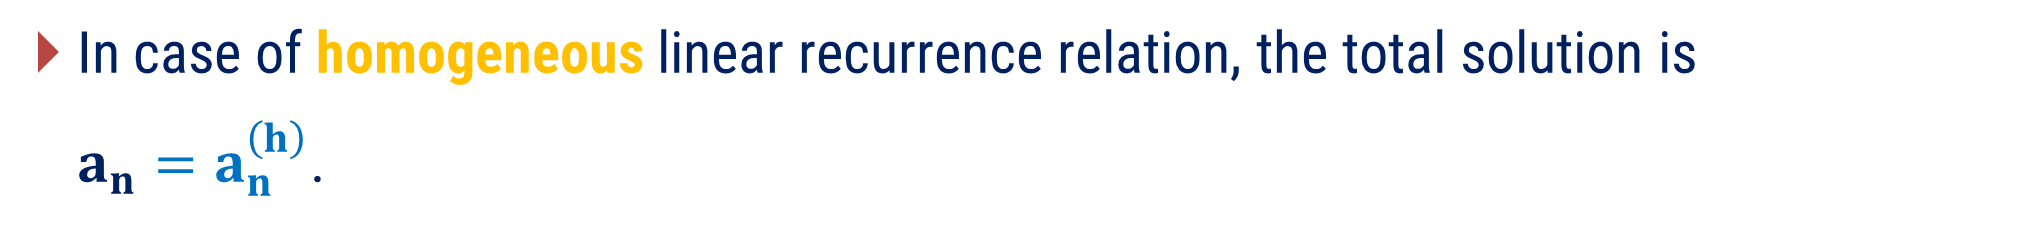 In case of homogeneous linear recurrence relation, the total solution is
aₙ = aₙ⁽ʰ⁾.